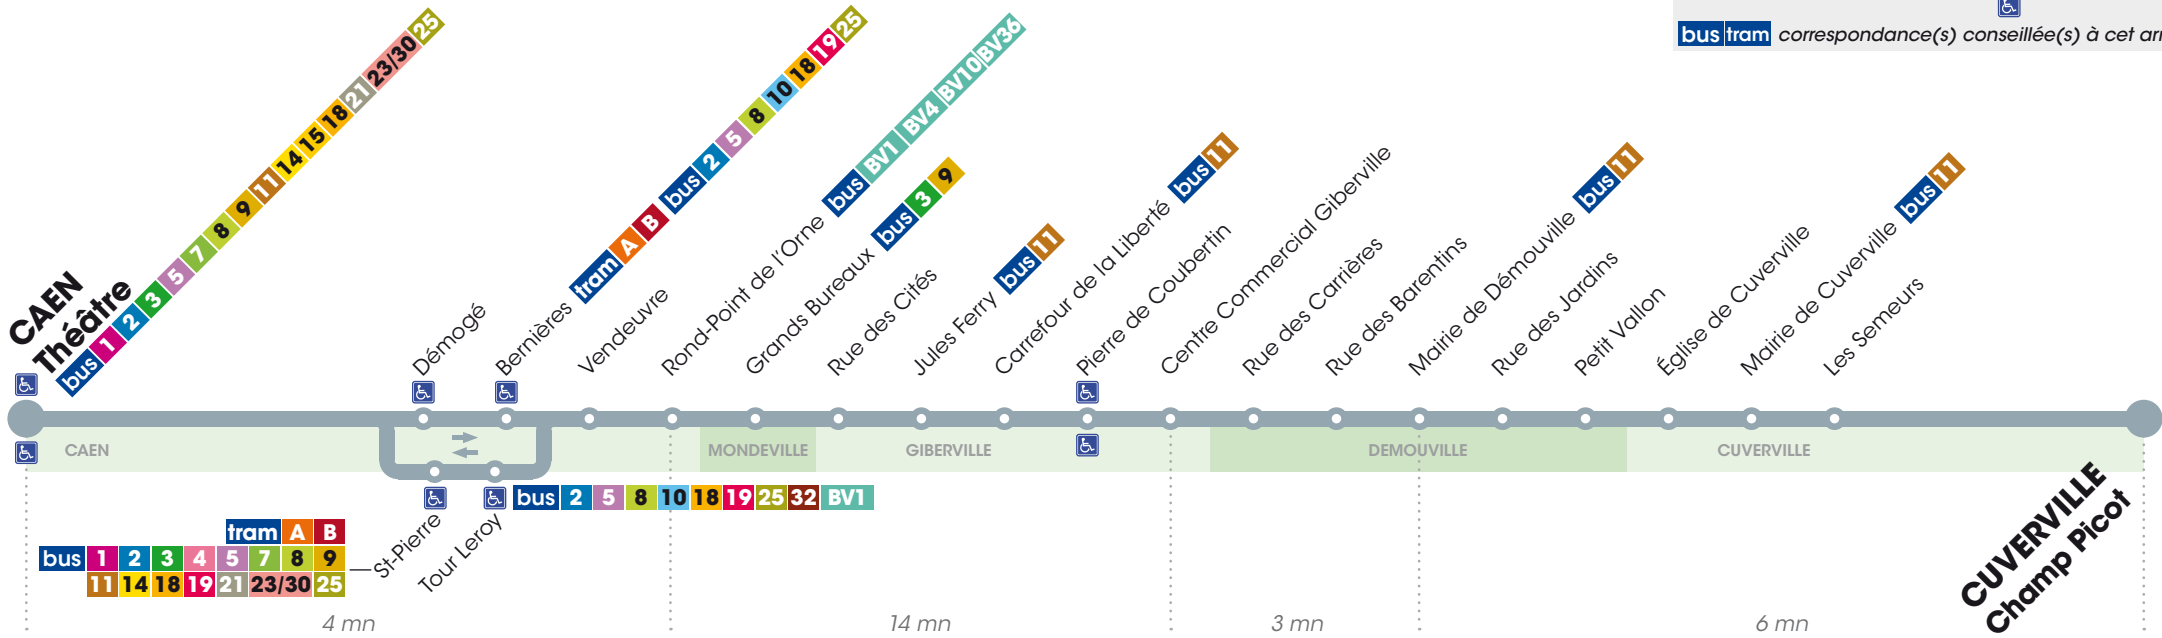 bus tram correspondance(s) conseillée(s) à cet arr
CAEN
Théâtre
bus 1 2 3 5 7 8 9 11 14 15 18 21 23/30 25
Démogé
Bernières tram A B bus 2 5 8 10 18 19 25
Vendeuvre
Rond-Point de l'Orne bus BV1 BV4 BV10 BV36
Grands Bureaux bus 3 9
Rue des Cités
Jules Ferry bus 11
Carrefour de la Liberté bus 11
Pierre de Coubertin
Centre Commercial Giberville
Rue des Carrières
Rue des Barentins
Mairie de Démouville bus 11
Rue des Jardins
Petit Vallon
Église de Cuverville
Mairie de Cuverville bus 11
Les Semeurs
CUVERVILLE
Champ Picot
CAEN
MONDEVILLE
GIBERVILLE
DEMOUVILLE
CUVERVILLE
St-Pierre
tram A B
bus 1 2 3 4 5 7 8 9
11 14 18 19 21 23/30 25
Tour Leroy
bus 2 5 8 10 18 19 25 32 BV1
4 mn
14 mn
3 mn
6 mn